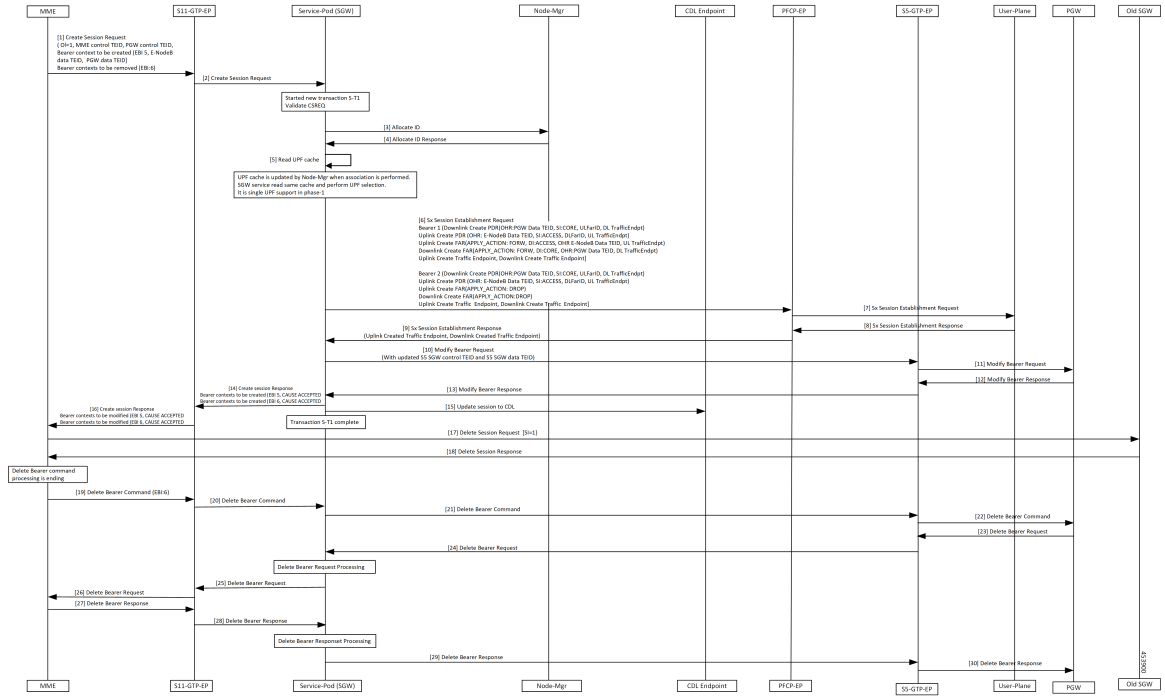 MME
S11-GTP-EP
Service-Pod (SGW)
Node-Mgr
CDL Endpoint
PFCP-EP
S5-GTP-EP
User-Plane
PGW
Old SGW
[1] Create Session Request
( OI=1, MME control TEID, PGW control TEID,
Bearer context to be created [EBI 5, E-NodeB
data TEID, PGW data TEID]
Bearer contexts to be removed [EBI:6]
[2] Create Session Request
Started new transaction S-T1
Validate CSREQ
[3] Allocate ID
[4] Allocate ID Response
[5] Read UPF cache
UPF cache is updated by Node-Mgr when association is performed.
SGW service read same cache and perform UPF selection.
It is single UPF support in phase-1
[6] Sx Session Establishment Request
Bearer 1 (Downlink Create PDR(OHR:PGW Data TEID, SI:CORE, ULFarID, DL TrafficEndpt)
Uplink Create PDR (OHR: E-NodeB Data TEID, SI:ACCESS, DLFarID, UL TrafficEndpt)
Uplink Create FAR(APPLY_ACTION: FORW, DI:ACCESS, OHR E-NodeB Data TEID, UL TrafficEndpt)
Downlink Create FAR(APPLY_ACTION: FORW, DI:CORE, OHR:PGW Data TEID, DL TrafficEndpt)
Uplink Create Traffic Endpoint, Downlink Create Traffic Endpoint]
Bearer 2 (Downlink Create PDR(OHR:PGW Data TEID, SI:CORE, ULFarID, DL TrafficEndpt)
Uplink Create PDR (OHR: E-NodeB Data TEID, SI:ACCESS, DLFarID, UL TrafficEndpt)
Uplink Create FAR(APPLY_ACTION: DROP)
Downlink Create FAR(APPLY_ACTION:DROP)
Uplink Create Traffic Endpoint, Downlink Create Traffic Endpoint]
[7] Sx Session Establishment Request
[8] Sx Session Establishment Response
[9] Sx Session Establishment Response
(Uplink Created Traffic Endpoint, Downlink Created Traffic Endpoint)
[10] Modify Bearer Request
(With updated S5 SGW control TEID and S5 SGW data TEID)
[11] Modify Bearer Request
[12] Modify Bearer Response
[13] Modify Bearer Response
[14] Create session Response
Bearer contexts to be created [EBI 5, CAUSE ACCEPTED
Bearer contexts to be created [EBI 6, CAUSE ACCEPTED
[15] Update session to CDL
[16] Create session Response
Bearer contexts to be modified [EBI 5, CAUSE ACCEPTED
Bearer contexts to be modified [EBI 6, CAUSE ACCEPTED
Transaction S-T1 complete
[17] Delete Session Request [SI=1]
[18] Delete Session Response
Delete Bearer command
processing is ending
[19] Delete Bearer Command (EBI:6)
[20] Delete Bearer Command
[21] Delete Bearer Command
[22] Delete Bearer Command
[23] Delete Bearer Request
[24] Delete Bearer Request
Delete Bearer Request Processing
[25] Delete Bearer Request
[26] Delete Bearer Request
[27] Delete Bearer Response
[28] Delete Bearer Response
Delete Bearer Responset Processing
[29] Delete Bearer Response
[30] Delete Bearer Response
453900
MME
S11-GTP-EP
Service-Pod (SGW)
Node-Mgr
CDL Endpoint
PFCP-EP
S5-GTP-EP
User-Plane
PGW
Old SGW